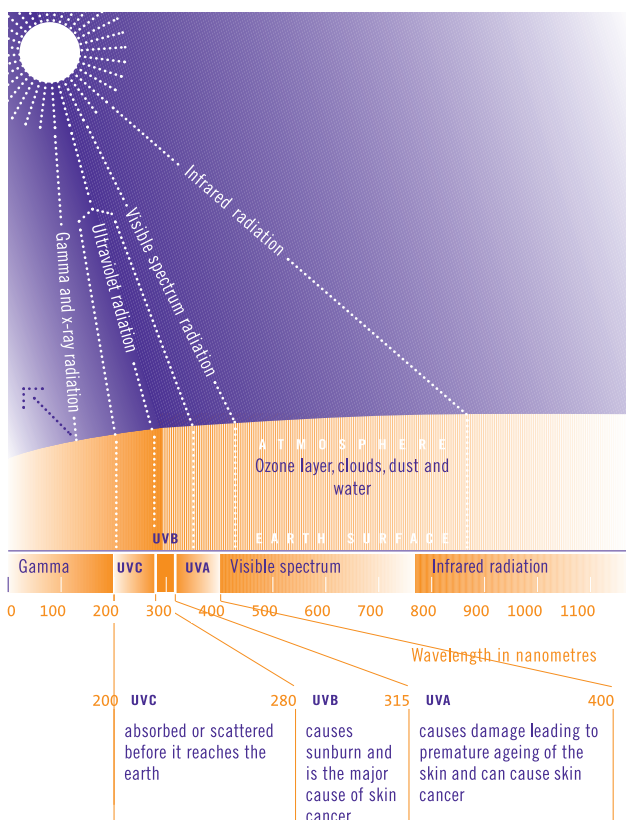 Infrared radiation
Visible spectrum radiation
Ultraviolet radiation
Gamma and x-ray radiation
ATMOSPHERE
Ozone layer, clouds, dust and
water
UVB
EARTH SURFACE
Gamma
UVC
UVA
Visible spectrum
Infrared radiation
0 100 200 300 400 500 600 700 800 900 1000 1100
Wavelength in nanometres
200 UVC
absorbed or scattered
before it reaches the
earth
280 UVB
causes
sunburn and
is the major
cause of skin
cancer
315 UVA
400
causes damage leading to
premature ageing of the
skin and can cause skin
cancer